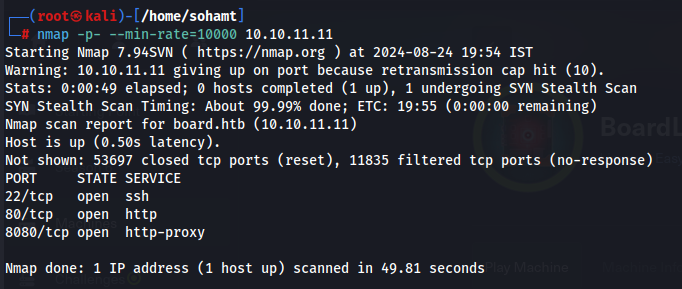 (root㉿kali)-[/home/sohamt]
# nmap -p- --min-rate=10000 10.10.11.11
Starting Nmap 7.94SVN ( https://nmap.org ) at 2024-08-24 19:54 IST
Warning: 10.10.11.11 giving up on port because retransmission cap hit (10).
Stats: 0:00:49 elapsed; 0 hosts completed (1 up), 1 undergoing SYN Stealth Scan
SYN Stealth Scan Timing: About 99.99% done; ETC: 19:55 (0:00:00 remaining)
Nmap scan report for board.htb (10.10.11.11)
Host is up (0.50s latency).
BoardL
Not shown: 53697 closed tcp ports (reset), 11835 filtered tcp ports (no-response)
PORT     STATE SERVICE
22/tcp   open  ssh
80/tcp   open  http
8080/tcp open  http-proxy
Nmap done: 1 IP address (1 host up) scanned in 49.81 seconds
Play Machine